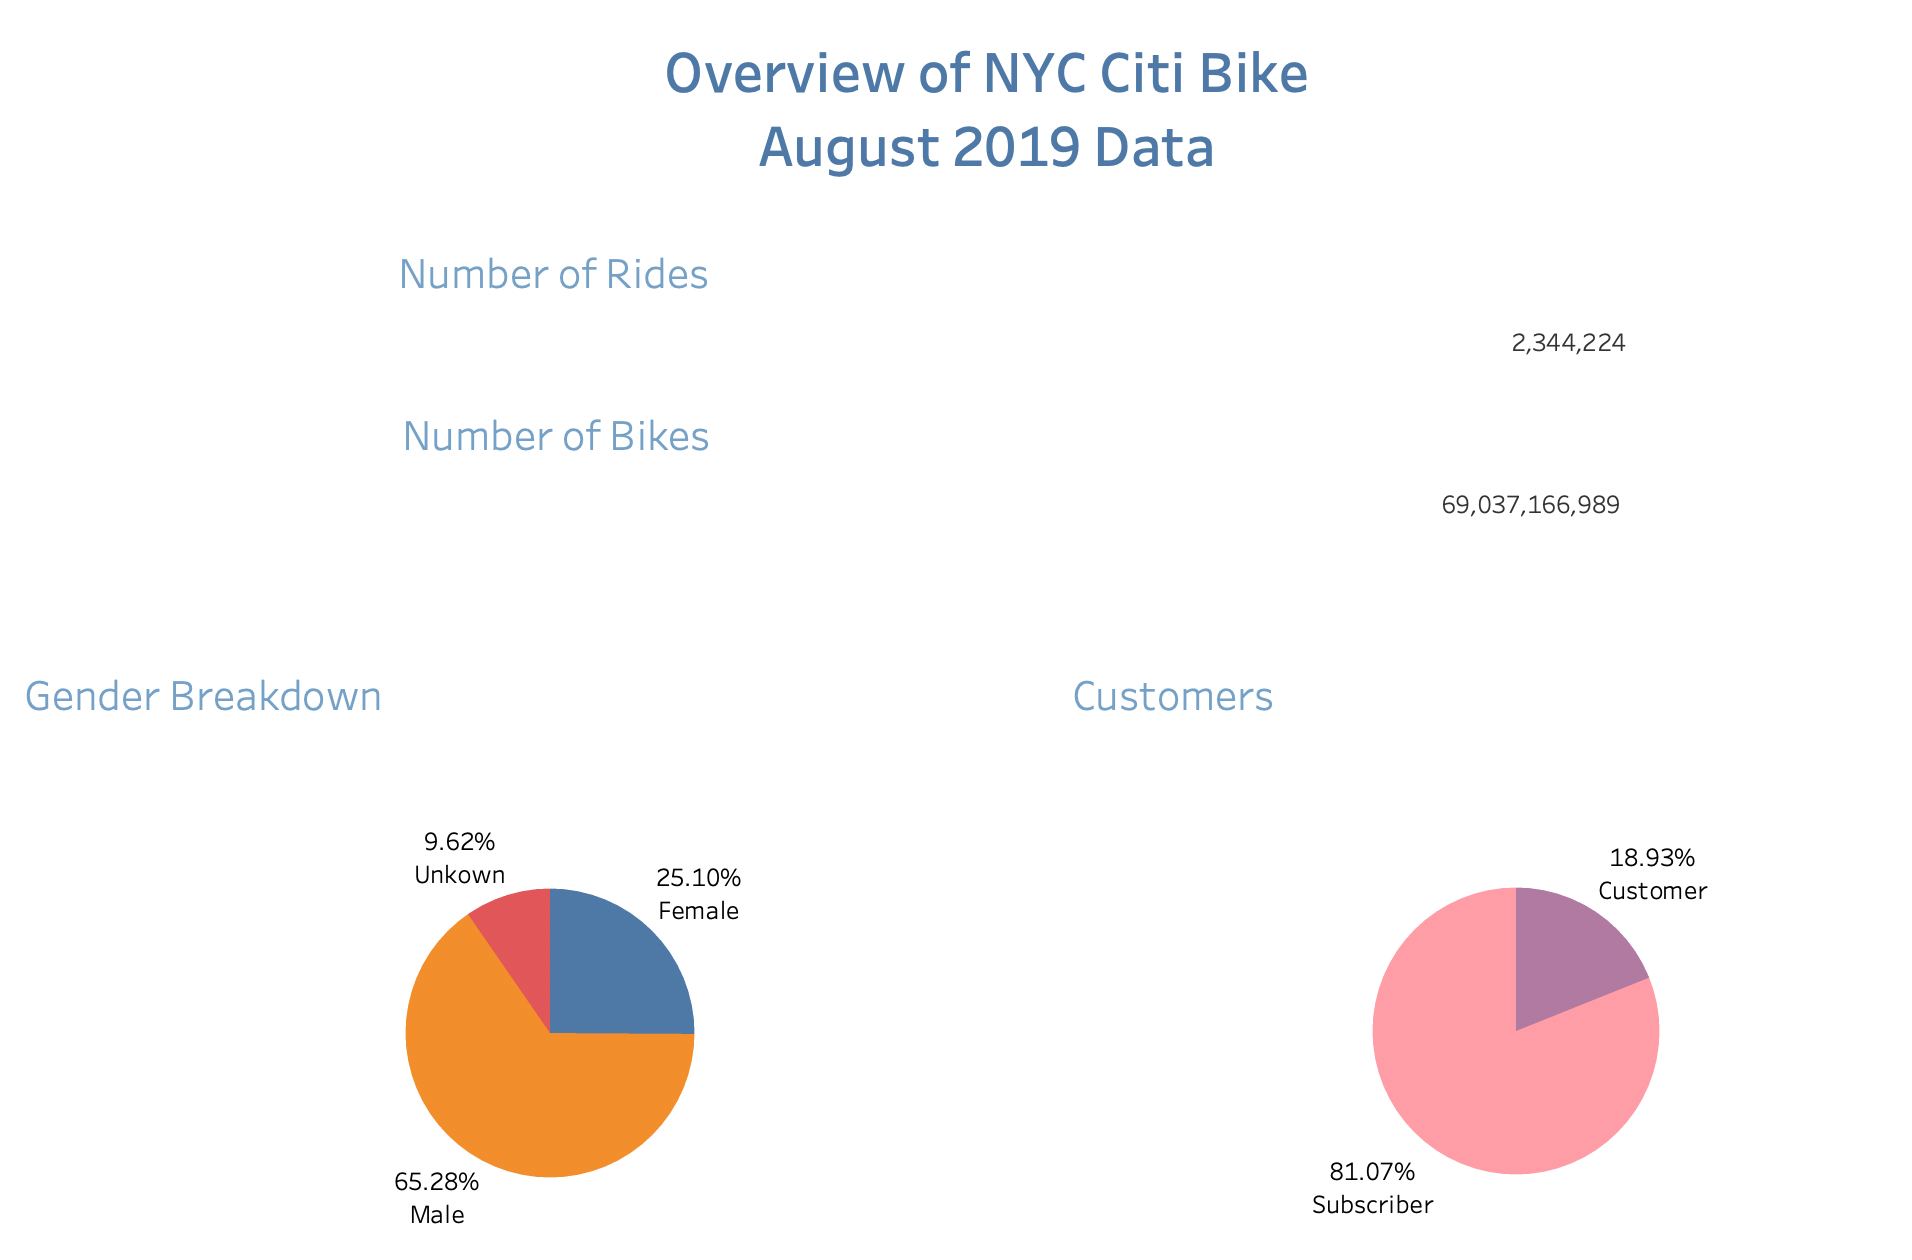 Overview of NYC Citi Bike
August 2019 Data
Number of Rides
2,344,224
Number of Bikes
69,037,166,989
Gender Breakdown
9.62%
Unkown
25.10%
Female
65.28%
Male
Customers
18.93%
Customer
81.07%
Subscriber